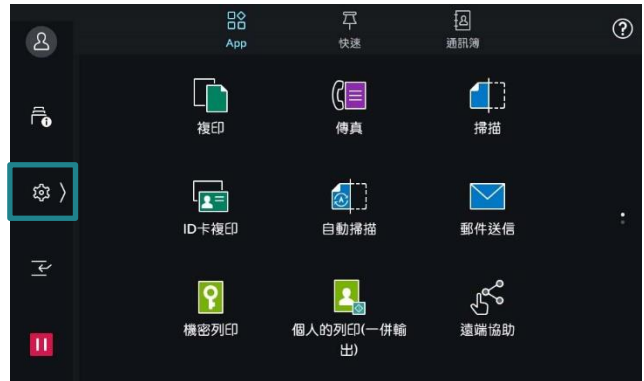 App
快速
通訊簿
複印
傳真
掃描
ID卡複印
自動掃描
郵件送信
機密列印
個人的列印(一併輸
出)
遠端協助